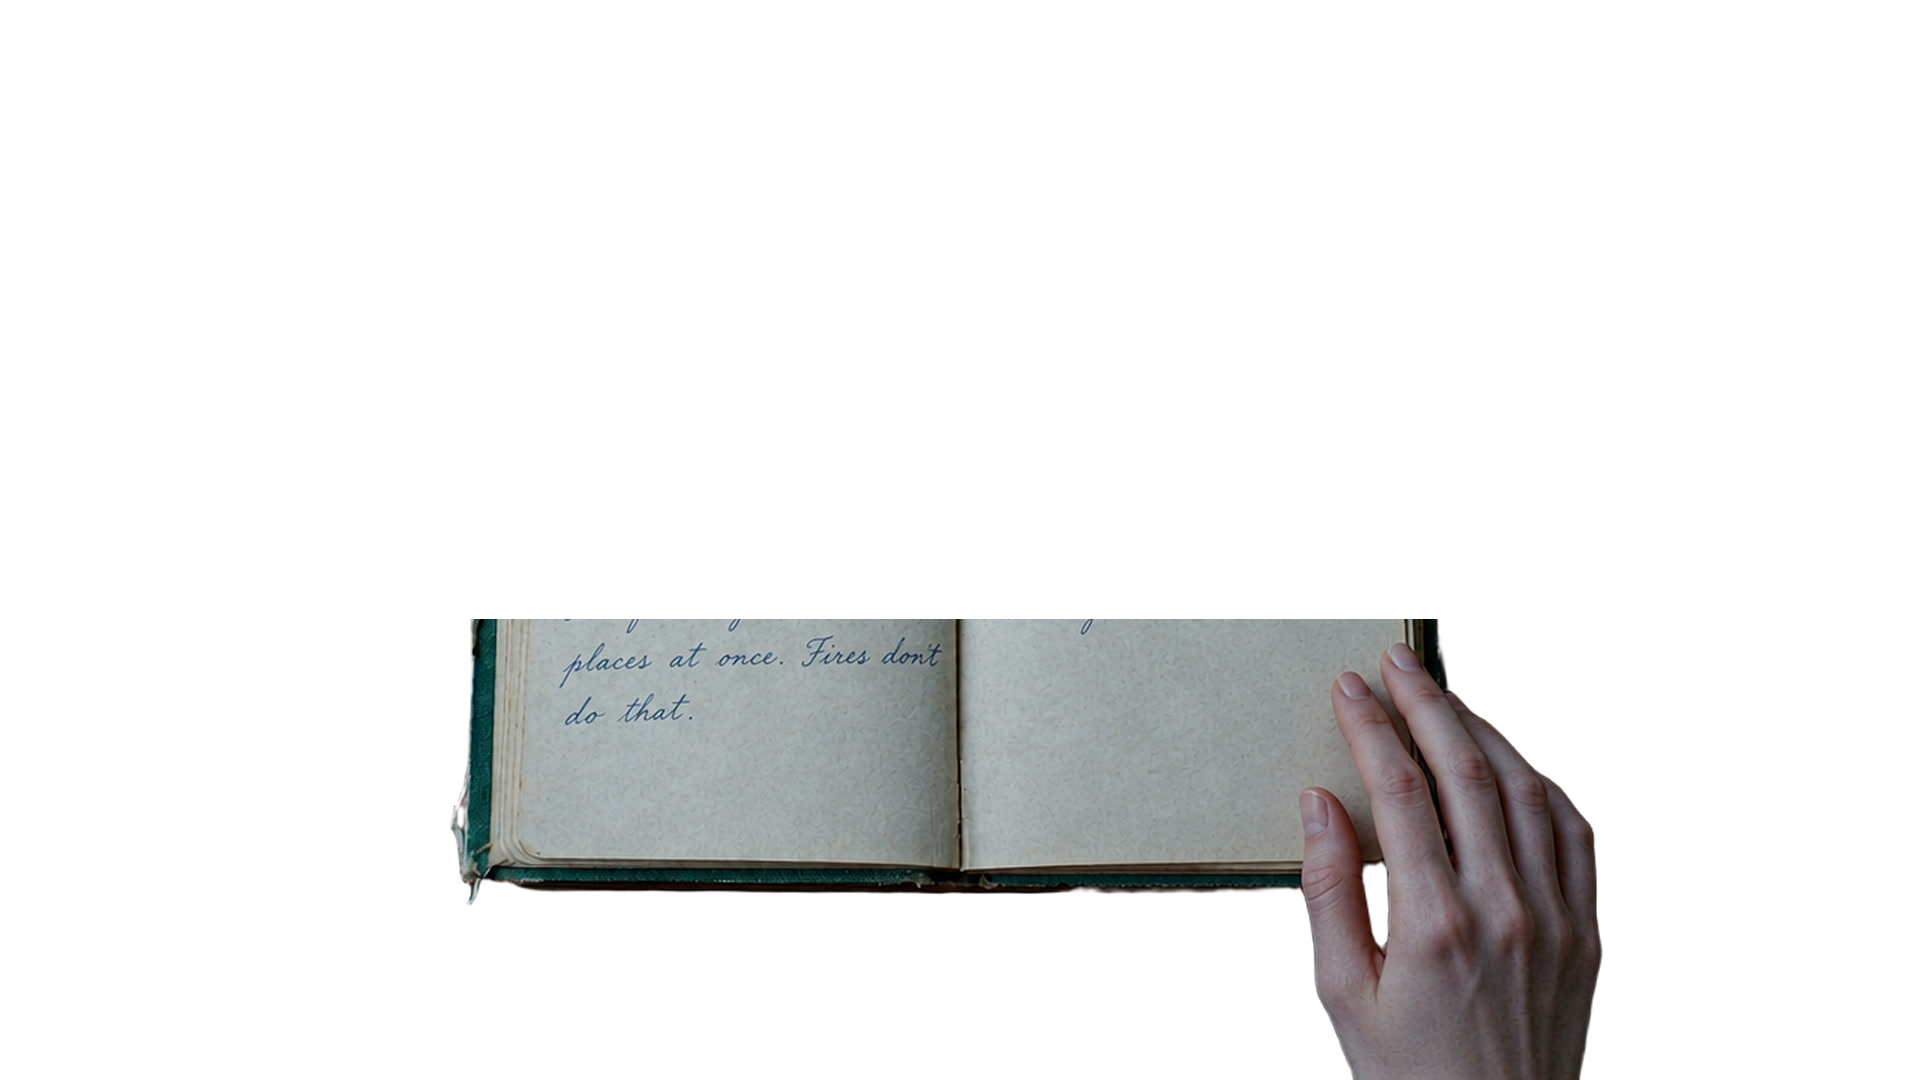 places at once. Fires don't
do that.